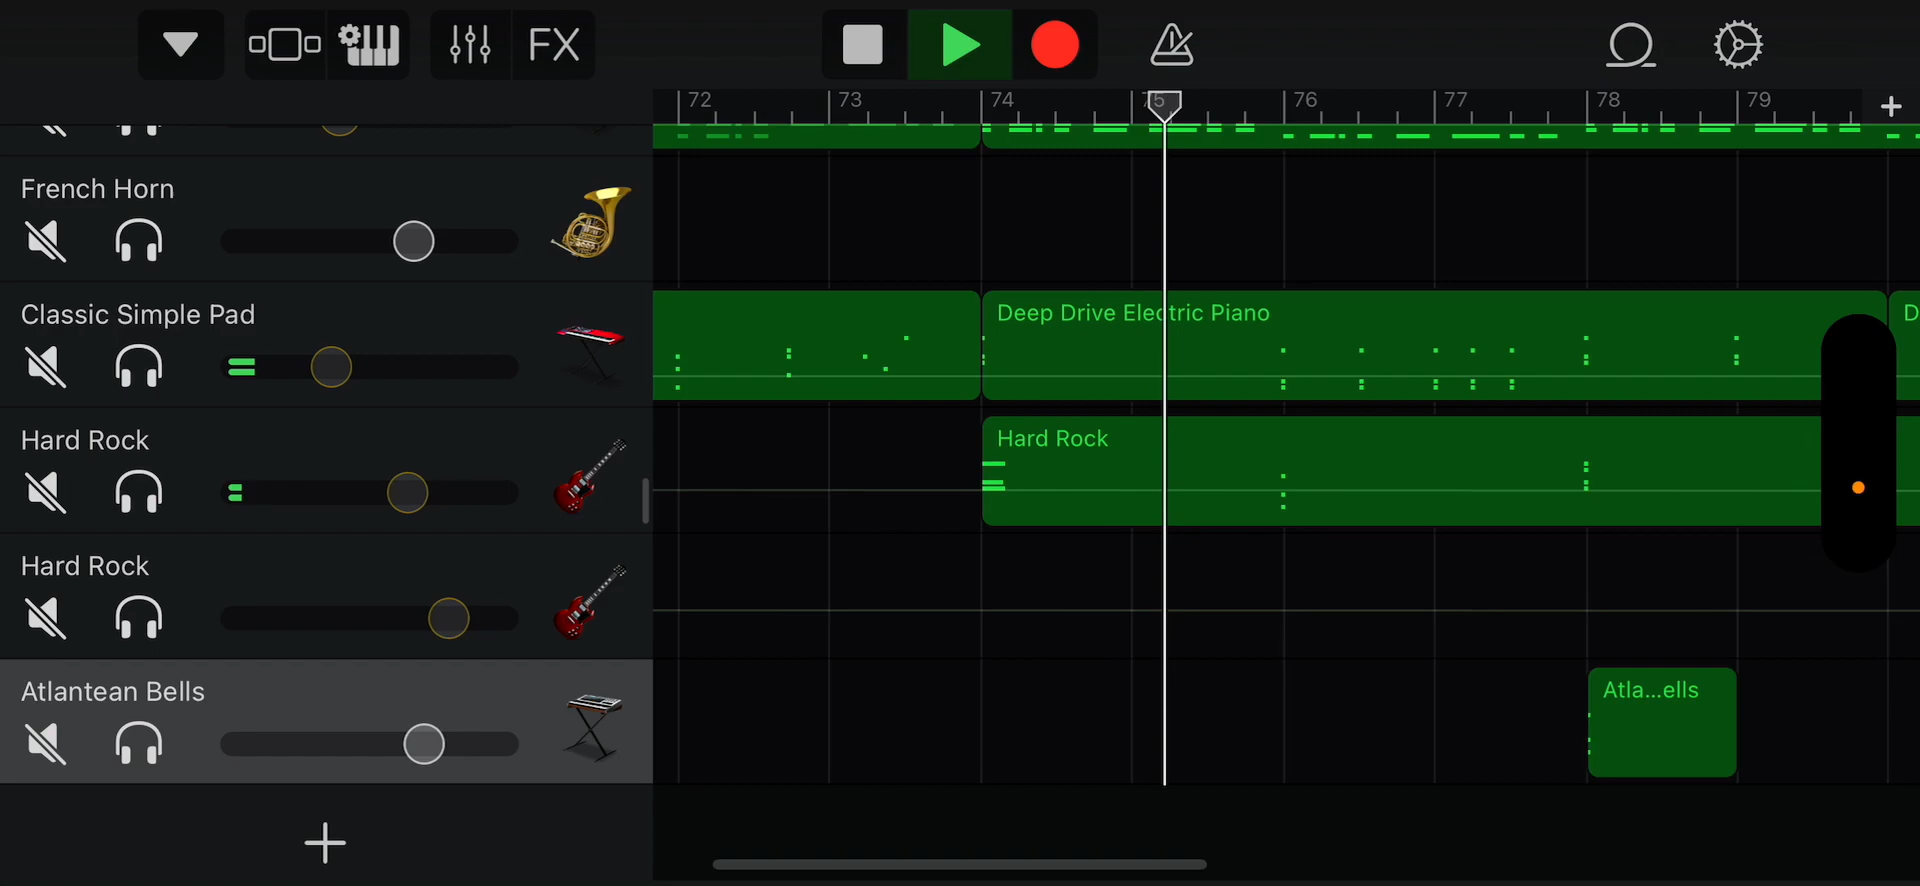 FX
72 73 74 75 76 77 78 79
French Horn
Classic Simple Pad
Deep Drive Electric Piano
D
Hard Rock
Hard Rock
Hard Rock
Atlantean Bells
Atla...ells